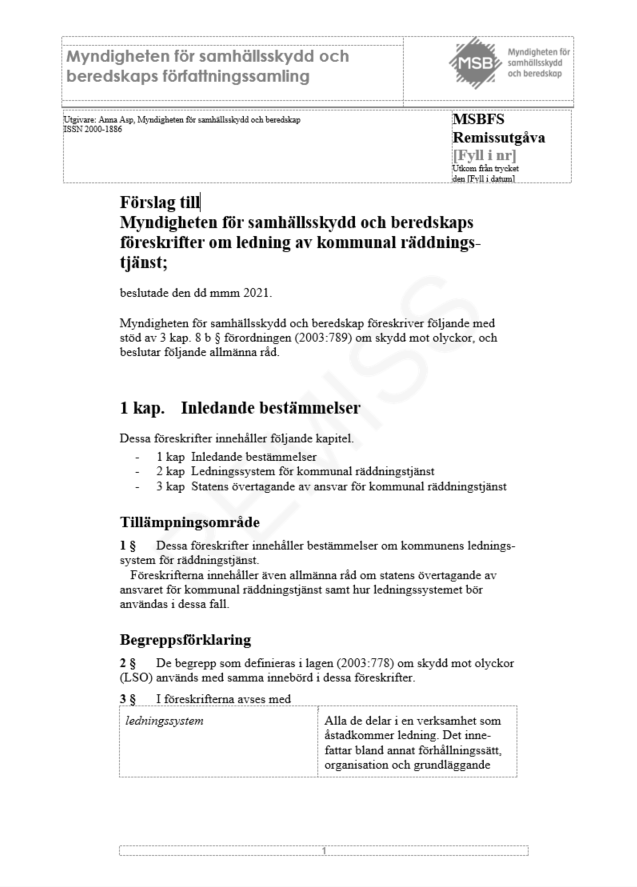 Myndigheten för samhällsskydd och
beredskaps författningssamling
MSB
Myndigheten för
samhällsskydd
och beredskap
Utgivare: Anna Asp, Myndigheten för samhällsskydd och beredskap
ISSN 2000-1886
MSBFS
Remissutgåva
[Fyll i nr]
Utkom från trycket
den [Fyll i datum]
Förslag till
Myndigheten för samhällsskydd och beredskaps
föreskrifter om ledning av kommunal räddnings-
tjänst;
beslutade den dd mmm 2021.
Myndigheten för samhällsskydd och beredskap föreskriver följande med
stöd av 3 kap. 8 b § förordningen (2003:789) om skydd mot olyckor, och
beslutar följande allmänna råd.
REMISS
1 kap. Inledande bestämmelser
Dessa föreskrifter innehåller följande kapitel.
- 1 kap Inledande bestämmelser
- 2 kap Ledningssystem för kommunal räddningstjänst
- 3 kap Statens övertagande av ansvar för kommunal räddningstjänst
Tillämpningsområde
1 § Dessa föreskrifter innehåller bestämmelser om kommunens lednings-
system för räddningstjänst.
Föreskrifterna innehåller även allmänna råd om statens övertagande av
ansvaret för kommunal räddningstjänst samt hur ledningssystemet bör
användas i dessa fall.
Begreppsförklaring
2 § De begrepp som definieras i lagen (2003:778) om skydd mot olyckor
(LSO) används med samma innebörd i dessa föreskrifter.
3 § I föreskrifterna avses med
ledningssystem
Alla de delar i en verksamhet som
åstadkommer ledning. Det inne-
fattar bland annat förhållningssätt,
organisation och grundläggande
1